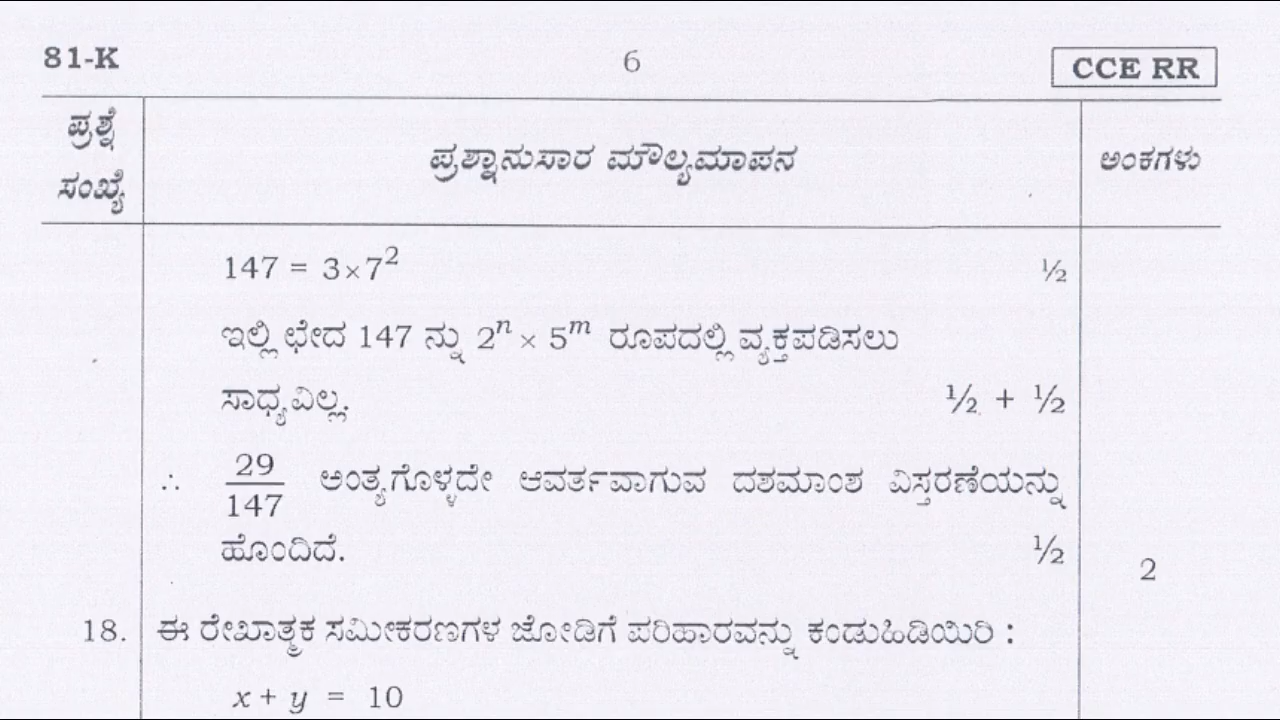 81-K 6 CCE RR
ಪ್ರಶ್ನೆ
ಸಂಖ್ಯೆ ಪ್ರಶ್ನಾನುಸಾರ ಮೌಲ್ಯಮಾಪನ ಅಂಕಗಳು
147 = 3×7² ½
ಇಲ್ಲಿ ಛೇದ 147 ನ್ನು 2ⁿ × 5ᵐ ರೂಪದಲ್ಲಿ ವ್ಯಕ್ತಪಡಿಸಲು
ಸಾಧ್ಯವಿಲ್ಲ. ½ + ½
∴ 29/147 ಅಂತ್ಯಗೊಳ್ಳದೇ ಆವರ್ತವಾಗುವ ದಶಮಾಂಶ ವಿಸ್ತರಣೆಯನ್ನು
ಹೊಂದಿದೆ. ½ 2
18. ಈ ರೇಖಾತ್ಮಕ ಸಮೀಕರಣಗಳ ಜೋಡಿಗೆ ಪರಿಹಾರವನ್ನು ಕಂಡುಹಿಡಿಯಿರಿ :
x + y = 10